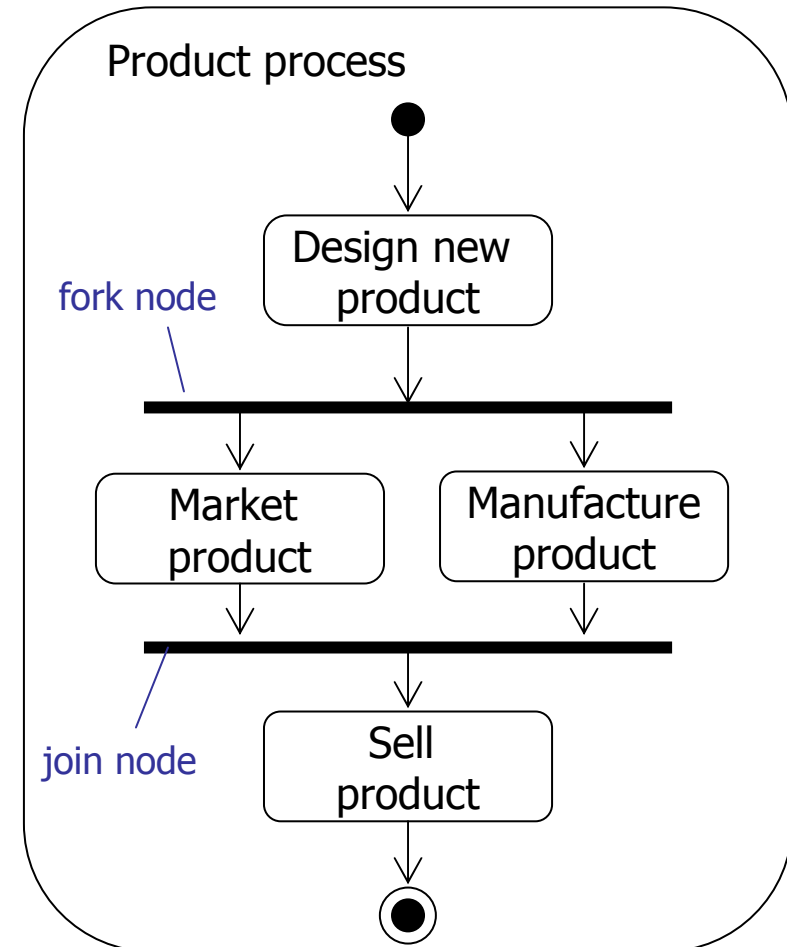 Product process
Design new
product
fork node
Market
product
Manufacture
product
join node
Sell
product